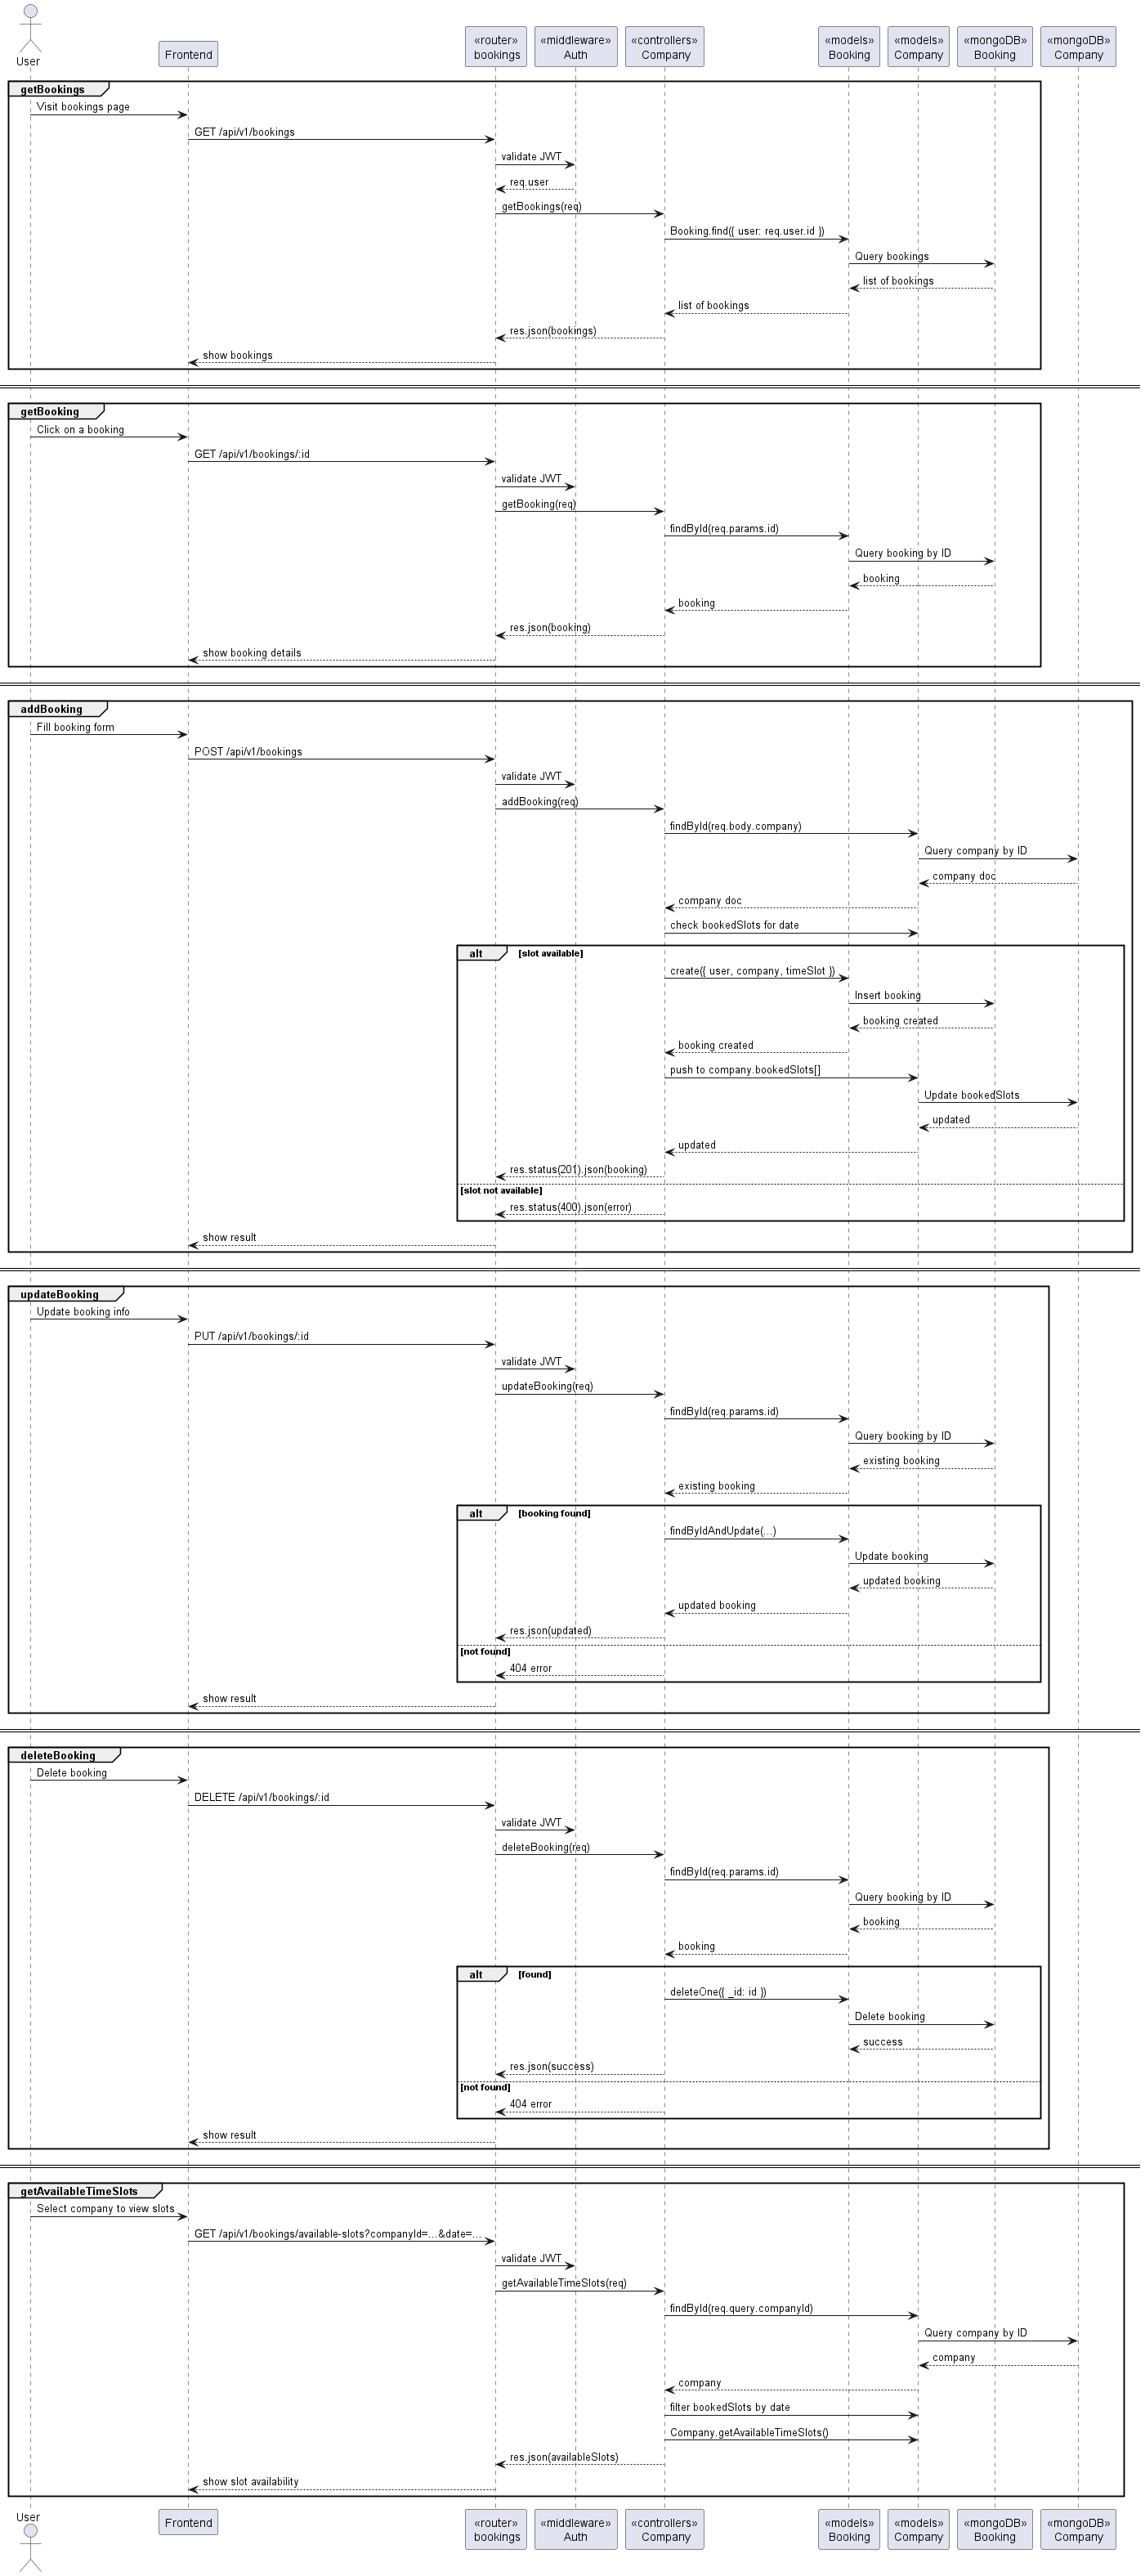 User
Frontend
«router»
bookings
«middleware»
Auth
«controllers»
Company
«models»
Booking
«models»
Company
«mongoDB»
Booking
«mongoDB»
Company
getBookings
Visit bookings page
GET /api/v1/bookings
validate JWT
req.user
getBookings(req)
Booking.find({ user: req.user.id })
Query bookings
list of bookings
list of bookings
res.json(bookings)
show bookings
getBooking
Click on a booking
GET /api/v1/bookings/:id
validate JWT
getBooking(req)
findById(req.params.id)
Query booking by ID
booking
booking
res.json(booking)
show booking details
addBooking
Fill booking form
POST /api/v1/bookings
validate JWT
addBooking(req)
findById(req.body.company)
Query company by ID
company doc
company doc
check bookedSlots for date
alt [slot available]
create({ user, company, timeSlot })
Insert booking
booking created
booking created
push to company.bookedSlots[]
Update bookedSlots
updated
updated
res.status(201).json(booking)
[slot not available]
res.status(400).json(error)
show result
updateBooking
Update booking info
PUT /api/v1/bookings/:id
validate JWT
updateBooking(req)
findById(req.params.id)
Query booking by ID
existing booking
existing booking
alt [booking found]
findByIdAndUpdate(...)
Update booking
updated booking
updated booking
res.json(updated)
[not found]
404 error
show result
deleteBooking
Delete booking
DELETE /api/v1/bookings/:id
validate JWT
deleteBooking(req)
findById(req.params.id)
Query booking by ID
booking
booking
alt [found]
deleteOne({ _id: id })
Delete booking
success
res.json(success)
[not found]
404 error
show result
getAvailableTimeSlots
Select company to view slots
GET /api/v1/bookings/available-slots?companyId=...&date=...
validate JWT
getAvailableTimeSlots(req)
findById(req.query.companyId)
Query company by ID
company
company
filter bookedSlots by date
Company.getAvailableTimeSlots()
res.json(availableSlots)
show slot availability
User
Frontend
«router»
bookings
«middleware»
Auth
«controllers»
Company
«models»
Booking
«models»
Company
«mongoDB»
Booking
«mongoDB»
Company